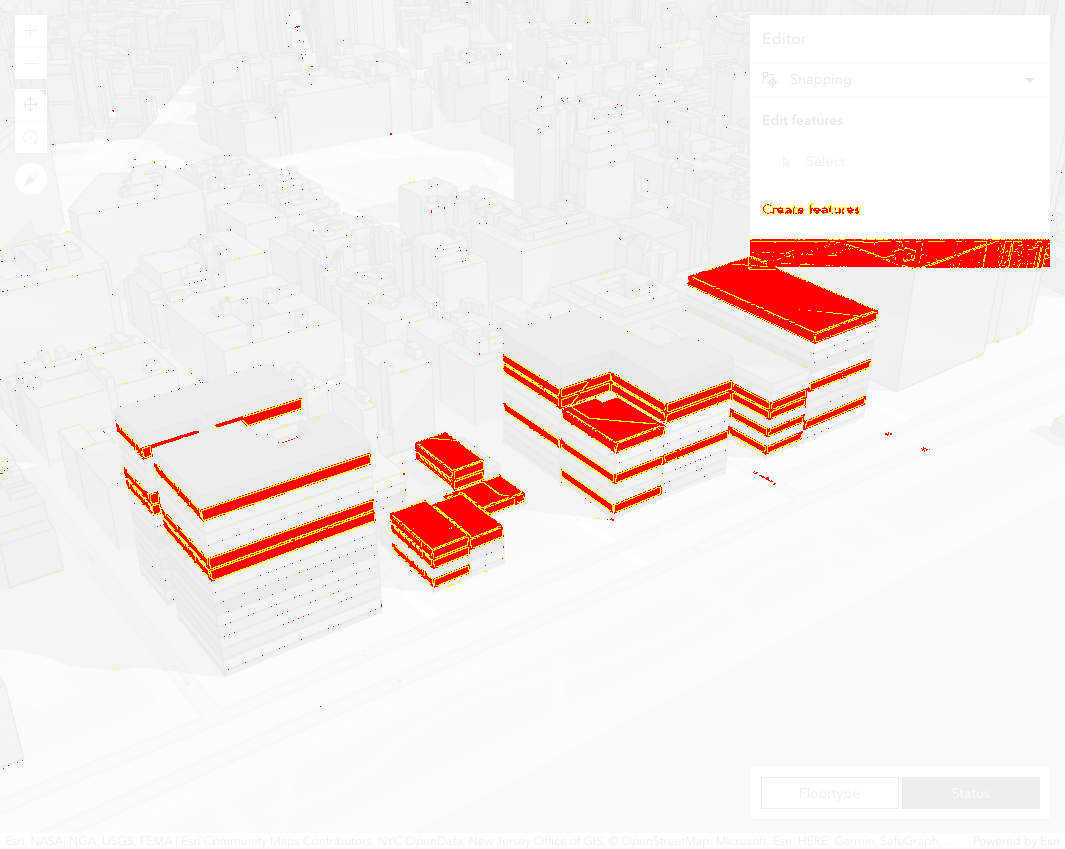 Editor
Snapping
Edit features
Select
Create features
Floortype
Status
Esri, NASA, NGA, USGS, FEMA | Esri Community Maps Contributors, NYC OpenData, New Jersey Office of GIS, © OpenStreetMap, Microsoft, Esri, HERE, Garmin, SafeGraph, ...
Powered by Esri